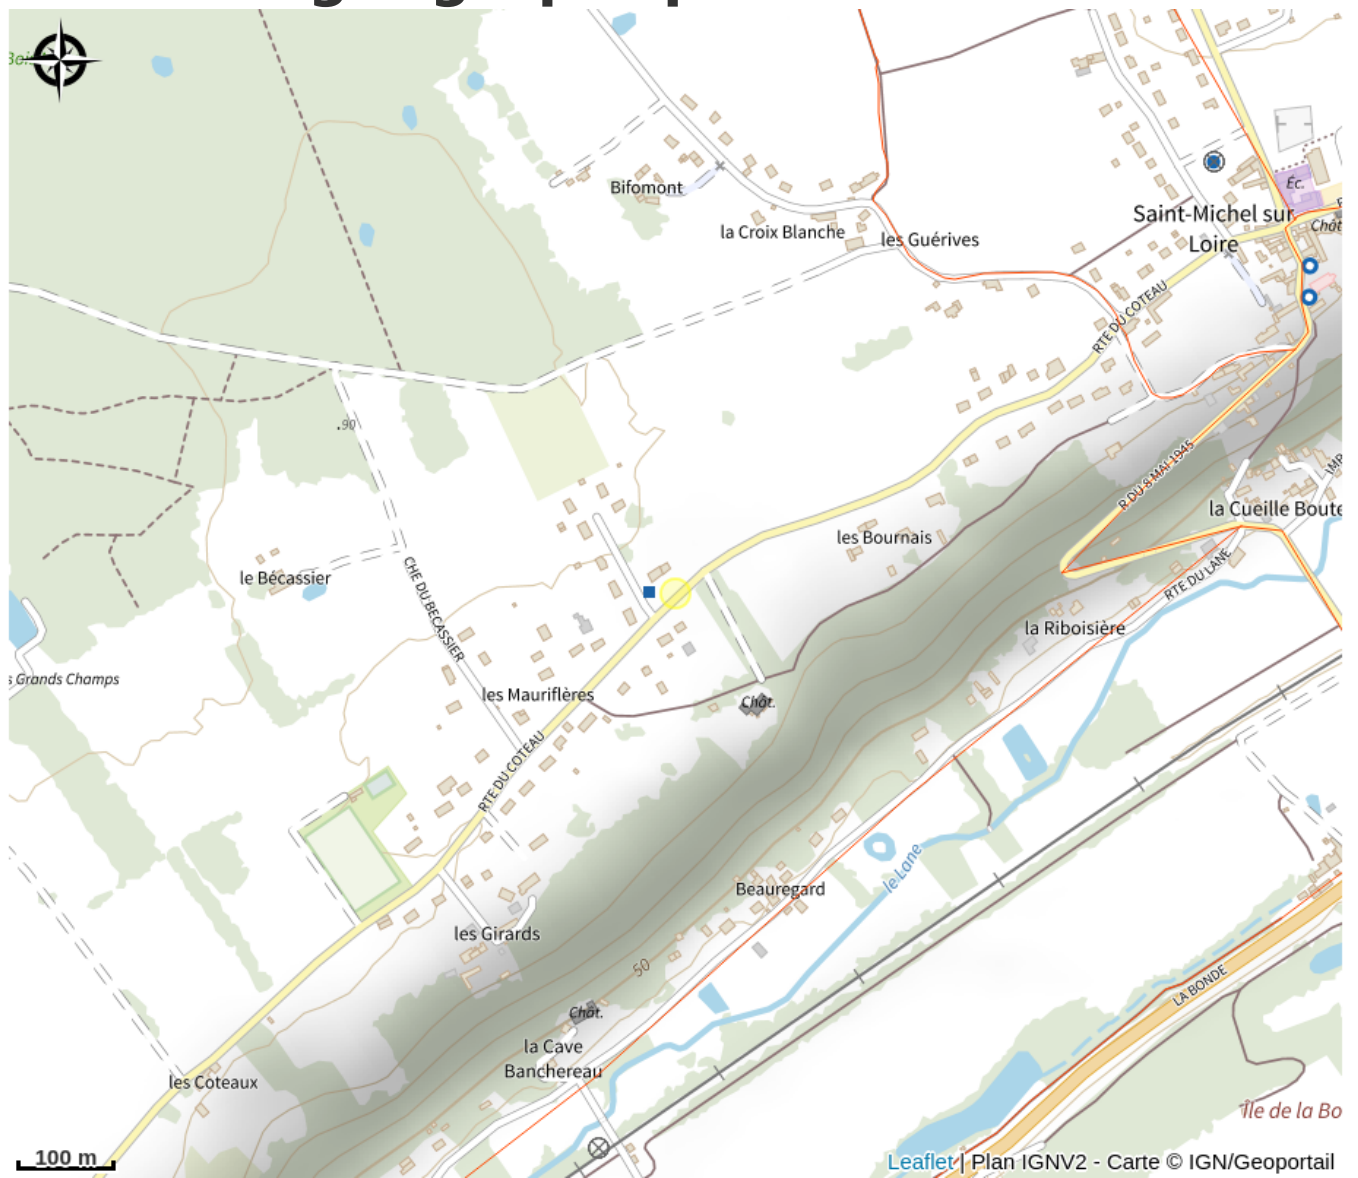 Éc.
Saint-Michel sur
Loire
Chât
Bifomont
la Croix Blanche
les Guérives
RTE DU COTEAU
.90
R DU 8 MAI 1945
IMP
la Cueille Boute
les Bournais
le Bécassier
CHE DU BECASSIER
RTE DU LANE
la Riboisière
s Grands Champs
les Mauriflères
Chât.
RTE DU COTEAU
le Lane
Beauregard
les Girards
50
LA BONDE
Chât.
la Cave
Banchereau
les Coteaux
Île de la Bo
100 m
Leaflet | Plan IGNV2 - Carte © IGN/Geoportail